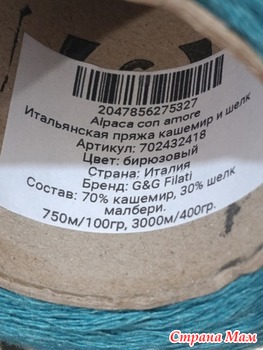 2047856275327
Alpaca con amore
Итальянская пряжа кашемир и шелк
Артикул: 702432418
Цвет: бирюзовый
Страна: Италия
Бренд: G&G Filati
Состав: 70% кашемир, 30% шелк
малбери.
750м/100гр, 3000м/400гр.
Страна Мам